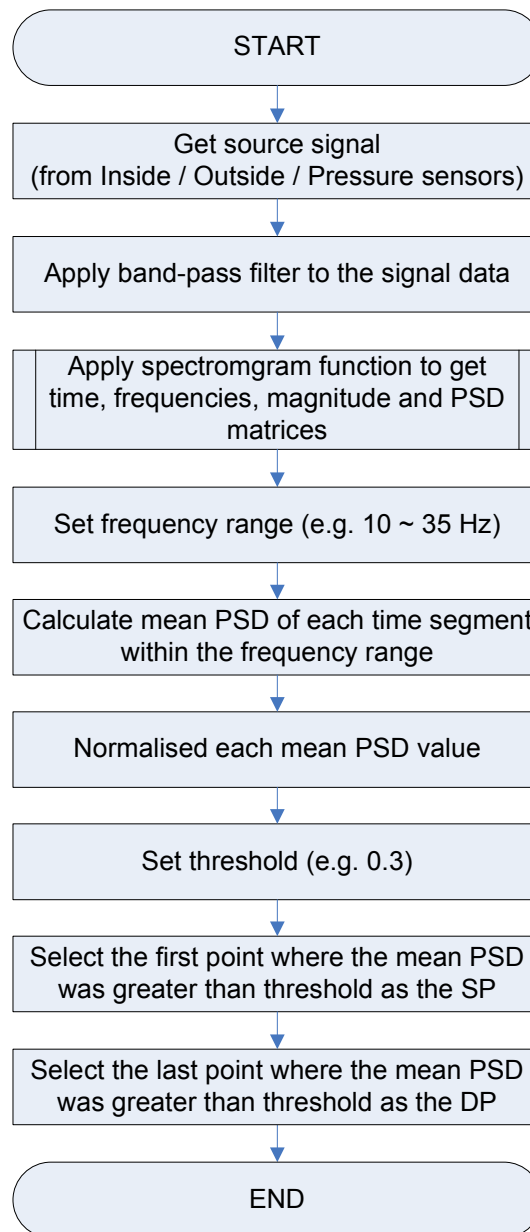 START
Get source signal
(from Inside / Outside / Pressure sensors)
Apply band-pass filter to the signal data
Apply spectromgram function to get
time, frequencies, magnitude and PSD
matrices
Set frequency range (e.g. 10 ~ 35 Hz)
Calculate mean PSD of each time segment
within the frequency range
Normalised each mean PSD value
Set threshold (e.g. 0.3)
Select the first point where the mean PSD
was greater than threshold as the SP
Select the last point where the mean PSD
was greater than threshold as the DP
END